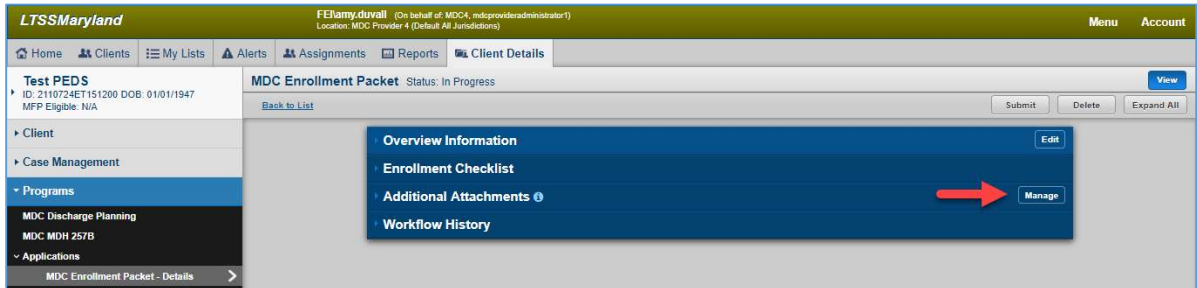 LTSSMaryland
FEI\amy.duvall (On behalf of: MDC4, mdcprovideradministrator1)
Location: MDC Provider 4 (Default All Jurisdictions)
Menu Account
Home Clients My Lists Alerts Assignments Reports Client Details
Test PEDS
ID: 2110724ET151200 DOB: 01/01/1947
MFP Eligible: N/A
MDC Enrollment Packet Status: In Progress View
Back to List Submit Delete Expand All
Client
Case Management
Programs
MDC Discharge Planning
MDC MDH 257B
Applications
MDC Enrollment Packet - Details
Overview Information Edit
Enrollment Checklist
Additional Attachments Manage
Workflow History